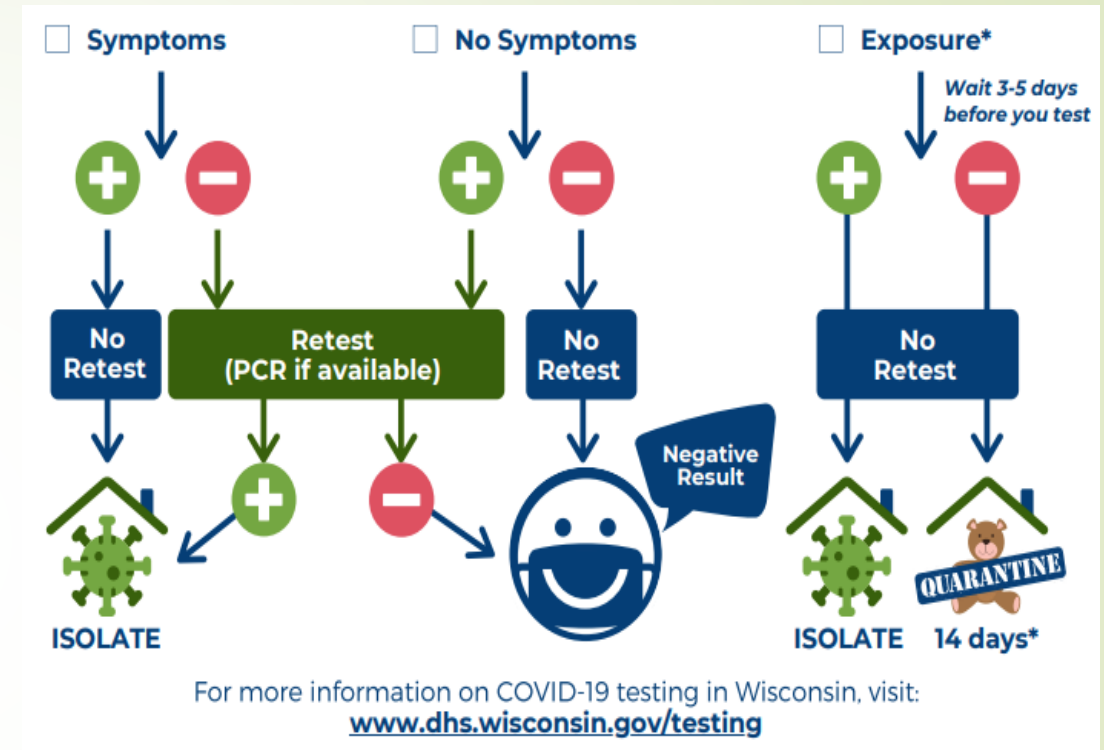 Symptoms
No Symptoms
Exposure*
Wait 3-5 days
before you test
No
Retest
Retest
(PCR if available)
No
Retest
No
Retest
Negative
Result
QUARANTINE
ISOLATE
ISOLATE
14 days*
For more information on COVID-19 testing in Wisconsin, visit:
www.dhs.wisconsin.gov/testing